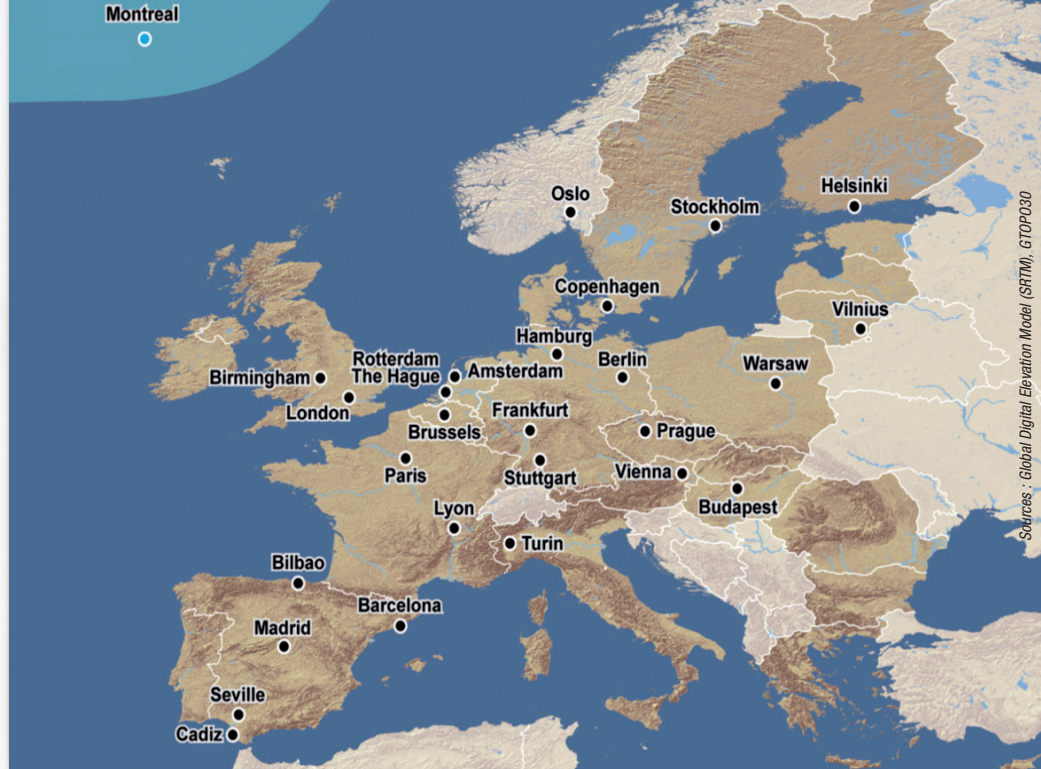 Montreal
Oslo
Helsinki
Stockholm
Copenhagen
Vilnius
Hamburg
Rotterdam
The Hague
Amsterdam
Berlin
Warsaw
Birmingham
London
Brussels
Frankfurt
Prague
Paris
Stuttgart
Vienna
Budapest
Lyon
Turin
Bilbao
Barcelona
Madrid
Seville
Cadiz
Sources : Global Digital Elevation Model (SRTM), GTOPO30